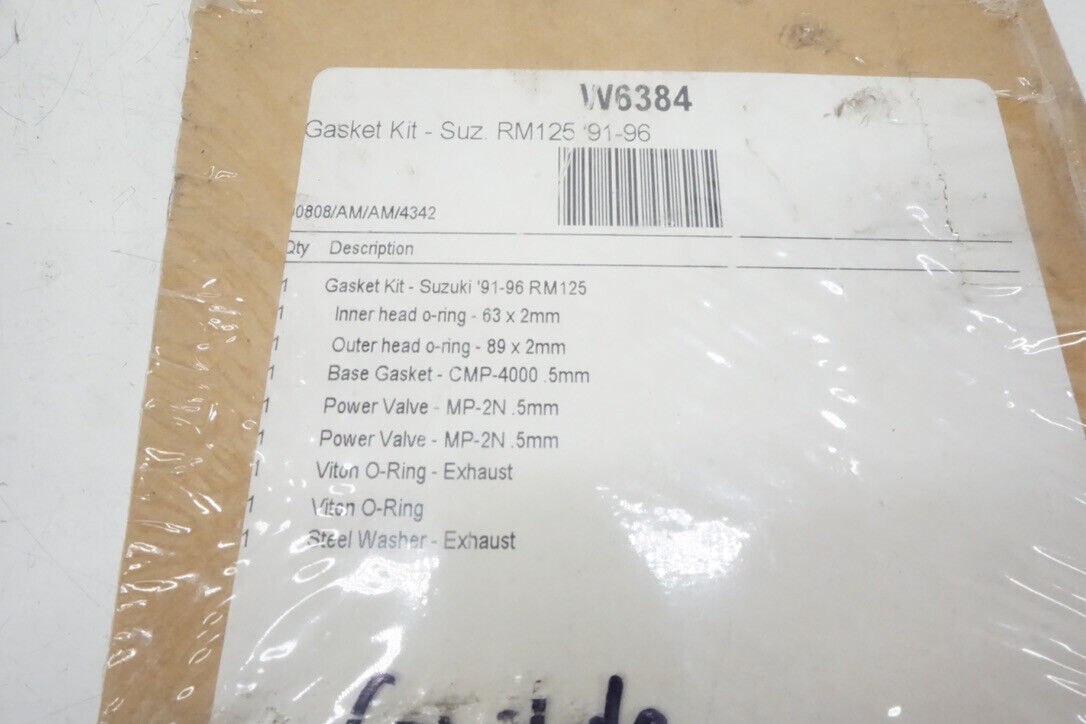 W6384
Gasket Kit - Suz. RM125 '91-96
0808/AM/AM/4342
Qty Description
1 Gasket Kit - Suzuki '91-96 RM125
1 Inner head o-ring - 63 x 2mm
1 Outer head o-ring - 89 x 2mm
1 Base Gasket - CMP-4000 .5mm
1 Power Valve - MP-2N .5mm
1 Power Valve - MP-2N .5mm
1 Viton O-Ring - Exhaust
1 Viton O-Ring
1 Steel Washer - Exhaust